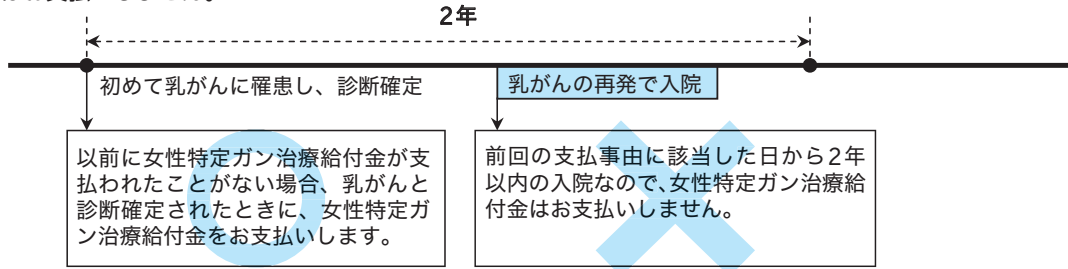 2年
初めて乳がんに罹患し、診断確定
乳がんの再発で入院
以前に女性特定ガン治療給付金が支
払われたことがない場合、乳がんと
診断確定されたときに、女性特定ガ
ン治療給付金をお支払いします。
前回の支払事由に該当した日から2年
以内の入院なので、女性特定ガン治療給
付金はお支払いしません。